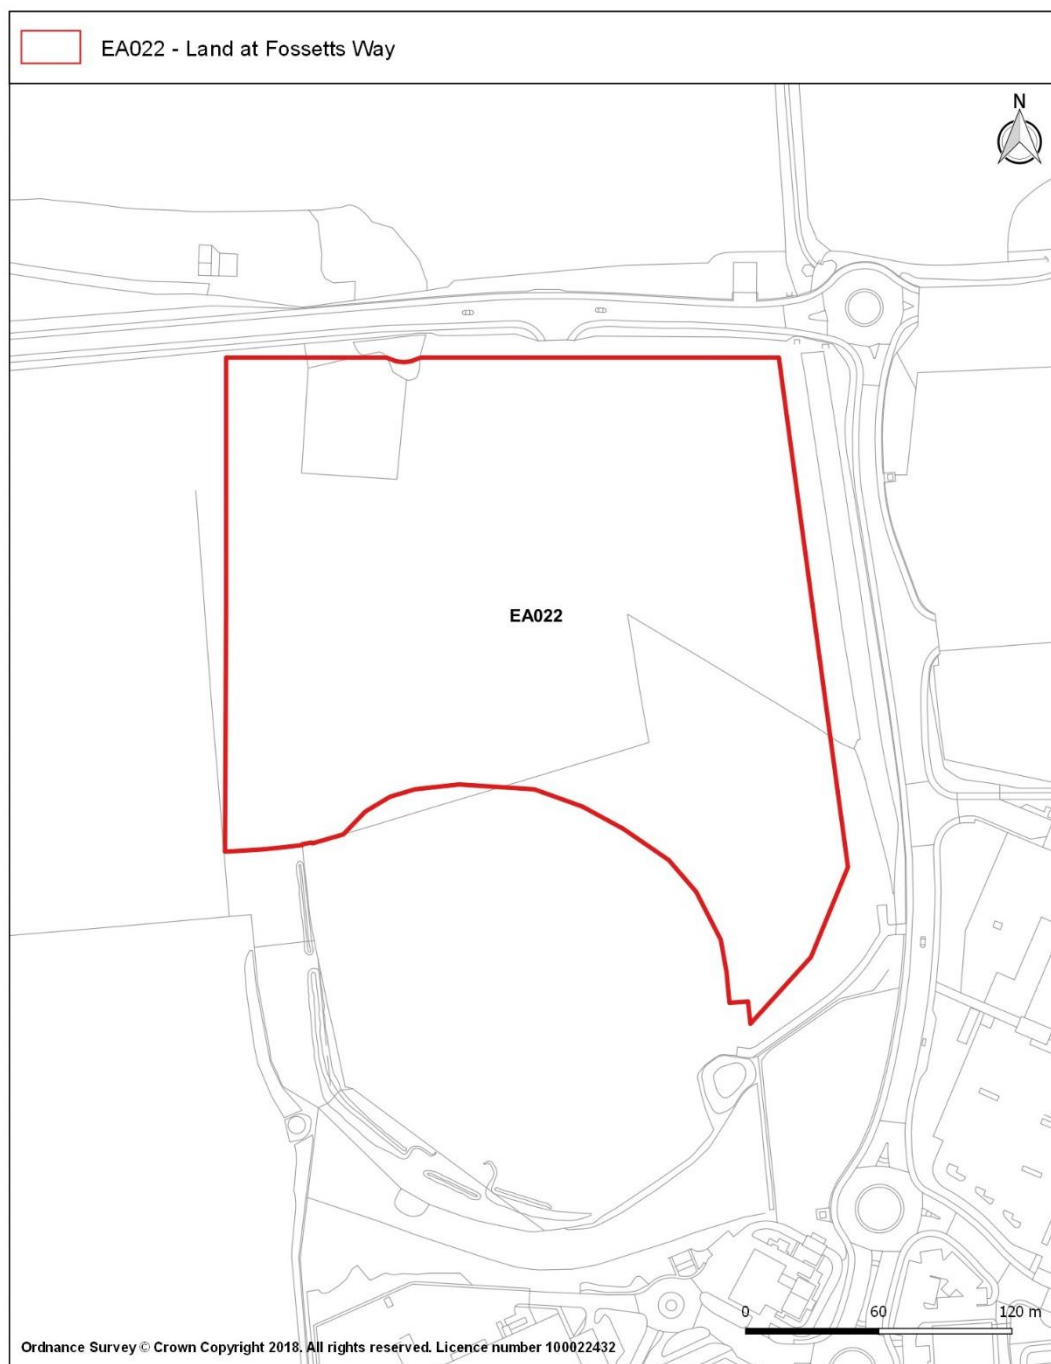 EA022 - Land at Fossetts Way
N
EA022
0 60 120 m
Ordnance Survey © Crown Copyright 2018. All rights reserved. Licence number 100022432